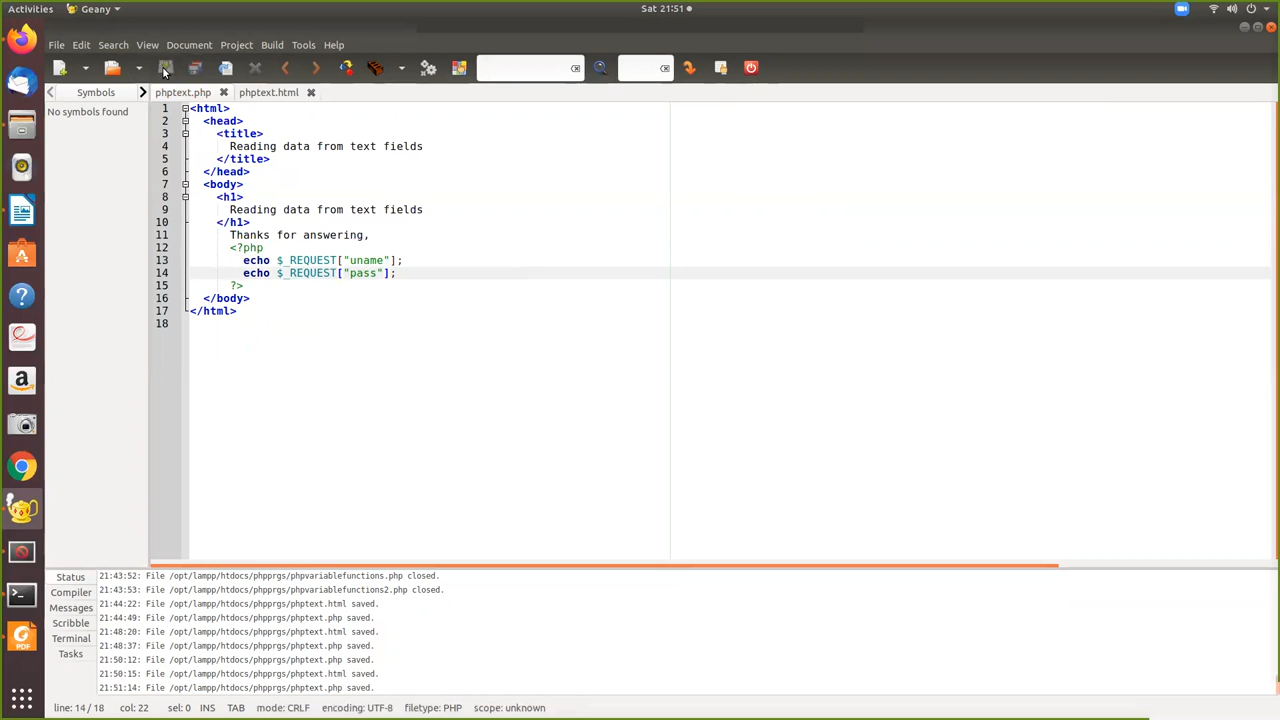 Activities Geany Sat 21:51
File Edit Search View Document Project Build Tools Help
Symbols phptext.php phptext.html
No symbols found
1 <html>
2 <head>
3 <title>
4 Reading data from text fields
5 </title>
6 </head>
7 <body>
8 <h1>
9 Reading data from text fields
10 </h1>
11 Thanks for answering,
12 <?php
13 echo $_REQUEST["uname"];
14 echo $_REQUEST["pass"];
15 ?>
16 </body>
17 </html>
18
Status
Compiler
Messages
Scribble
Terminal
Tasks
21:43:52: File /opt/lampp/htdocs/phpprgs/phpvariablefunctions.php closed.
21:43:53: File /opt/lampp/htdocs/phpprgs/phpvariablefunctions2.php closed.
21:44:22: File /opt/lampp/htdocs/phpprgs/phptext.html saved.
21:44:49: File /opt/lampp/htdocs/phpprgs/phptext.php saved.
21:48:20: File /opt/lampp/htdocs/phpprgs/phptext.html saved.
21:48:37: File /opt/lampp/htdocs/phpprgs/phptext.php saved.
21:50:12: File /opt/lampp/htdocs/phpprgs/phptext.php saved.
21:50:15: File /opt/lampp/htdocs/phpprgs/phptext.html saved.
21:51:14: File /opt/lampp/htdocs/phpprgs/phptext.php saved.
line: 14 / 18 col: 22 sel: 0 INS TAB mode: CRLF encoding: UTF-8 filetype: PHP scope: unknown